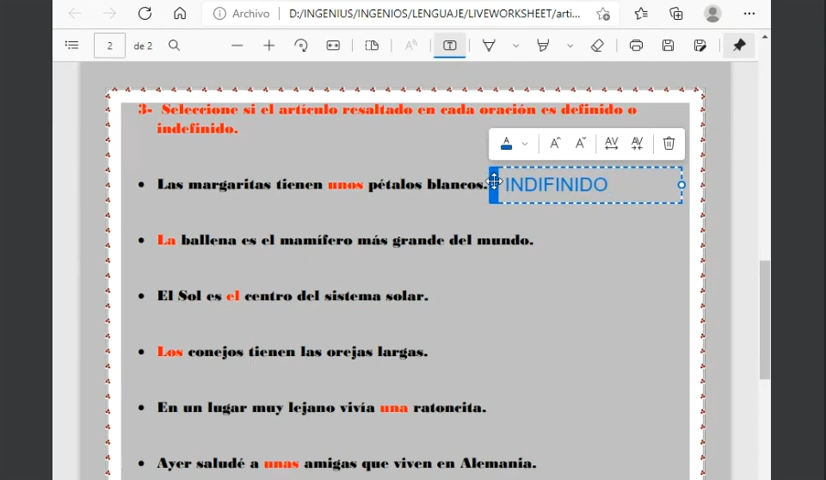 Archivo D:/INGENIUS/INGENIOS/LENGUAJE/LIVEWORKSHEET/arti...
2 de 2
3- Seleccione si el artículo resaltado en cada oración es definido o
indefinido.
• Las margaritas tienen unos pétalos blancos. INDIFINIDO
• La ballena es el mamífero más grande del mundo.
• El Sol es el centro del sistema solar.
• Los conejos tienen las orejas largas.
• En un lugar muy lejano vivía una ratoncita.
• Ayer saludé a unas amigas que viven en Alemania.